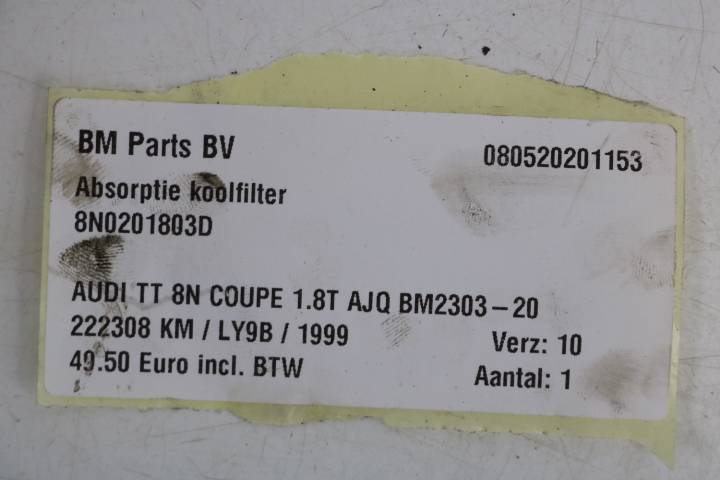 BM Parts BV 080520201153
Absorptie koolfilter
8N0201803D
AUDI TT 8N COUPE 1.8T AJQ BM2303-20
222308 KM / LY9B / 1999 Verz: 10
49.50 Euro incl. BTW Aantal: 1